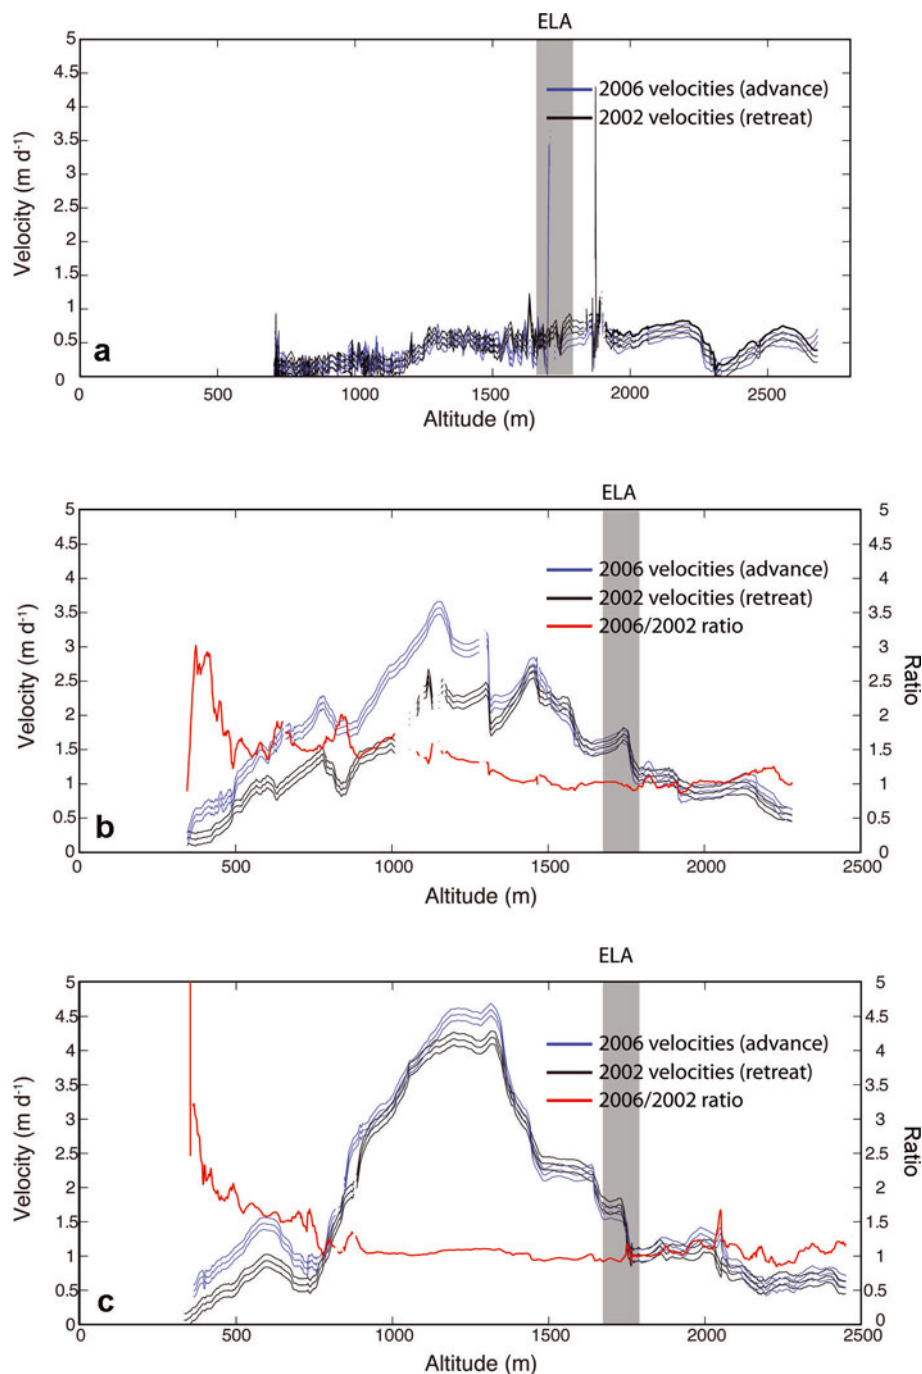 ELA
5
4.5
4
3.5
3
2.5
2
1.5
1
0.5
0
Velocity (m d-1)
2006 velocities (advance)
2002 velocities (retreat)
a
0 500 1000 1500 2000 2500
Altitude (m)
ELA
5
4.5
4
3.5
3
2.5
2
1.5
1
0.5
0
Velocity (m d-1)
2006 velocities (advance)
2002 velocities (retreat)
2006/2002 ratio
5
4.5
4
3.5
3
2.5
2
1.5
1
0.5
0
Ratio
b
0 500 1000 1500 2000 2500
Altitude (m)
ELA
5
4.5
4
3.5
3
2.5
2
1.5
1
0.5
0
Velocity (m d-1)
2006 velocities (advance)
2002 velocities (retreat)
2006/2002 ratio
5
4.5
4
3.5
3
2.5
2
1.5
1
0.5
0
Ratio
c
0 500 1000 1500 2000 2500
Altitude (m)